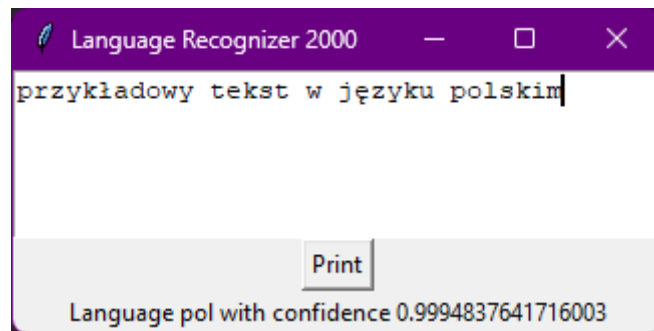 Language Recognizer 2000
przykładowy tekst w języku polskim
Print
Language pol with confidence 0.9994837641716003